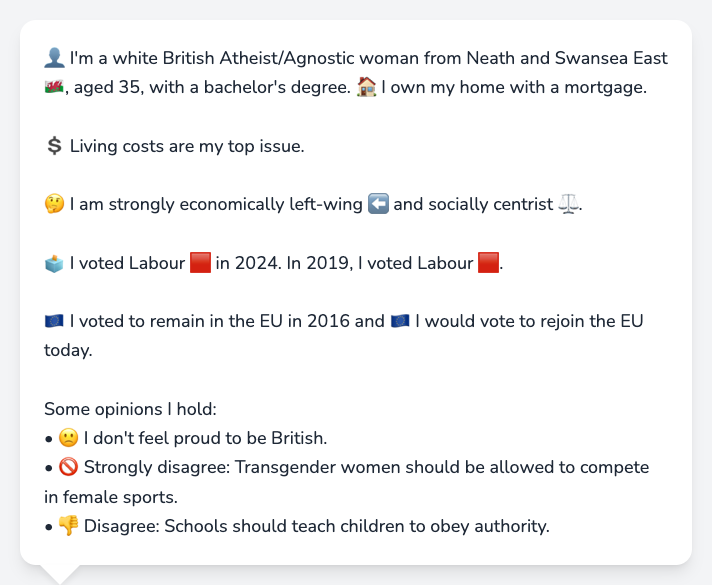 👤 I'm a white British Atheist/Agnostic woman from Neath and Swansea East
🏴󠁧󠁢󠁷󠁬󠁳󠁿, aged 35, with a bachelor's degree. 🏠 I own my home with a mortgage.
💲 Living costs are my top issue.
🤔 I am strongly economically left-wing ⬅️ and socially centrist ⚖️.
🗳️ I voted Labour 🟥 in 2024. In 2019, I voted Labour 🟥.
🇪🇺 I voted to remain in the EU in 2016 and 🇪🇺 I would vote to rejoin the EU
today.
Some opinions I hold:
• 🙁 I don't feel proud to be British.
• 🚫 Strongly disagree: Transgender women should be allowed to compete
in female sports.
• 👎 Disagree: Schools should teach children to obey authority.